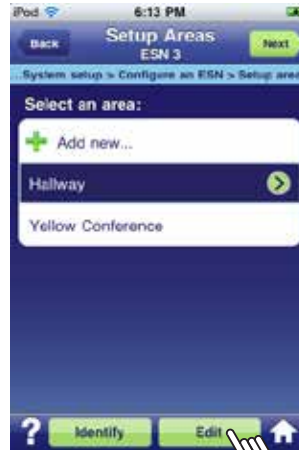 iPod 6:13 PM
Back
Setup Areas
ESN 3
Next
..System setup > Configure an ESN > Setup area
Select an area:
Add new...
Hallway
Yellow Conference
? Identify Edit